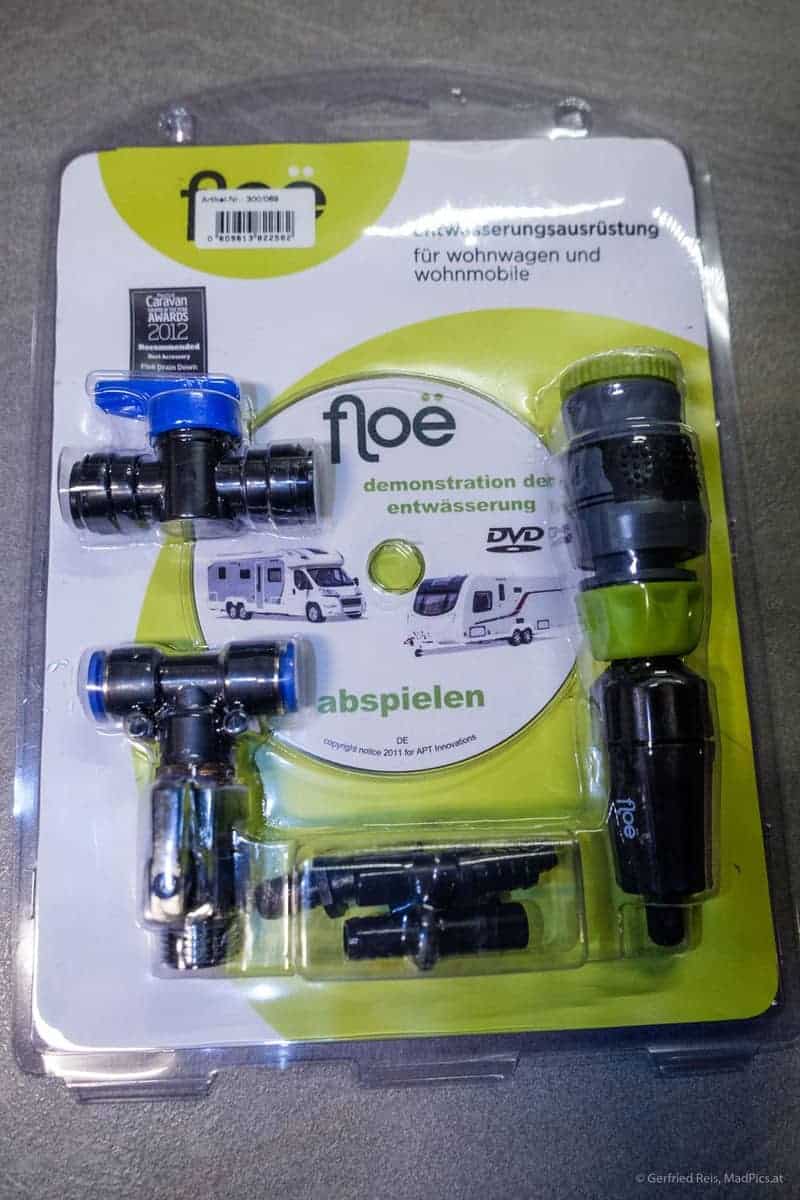 floë
Artikel-Nr.: 300/069
0 609613 822582
entwässerungsausrüstung
für wohnwagen und
wohnmobile
Caravan
AWARDS
2012
Recommended
Best Accessory
Floë Drain Down
floë
demonstration der
entwässerung
DVD
abspielen
DE
copyright notice 2011 for APT Innovations
floë
© Gerfried Reis, MadPics.at